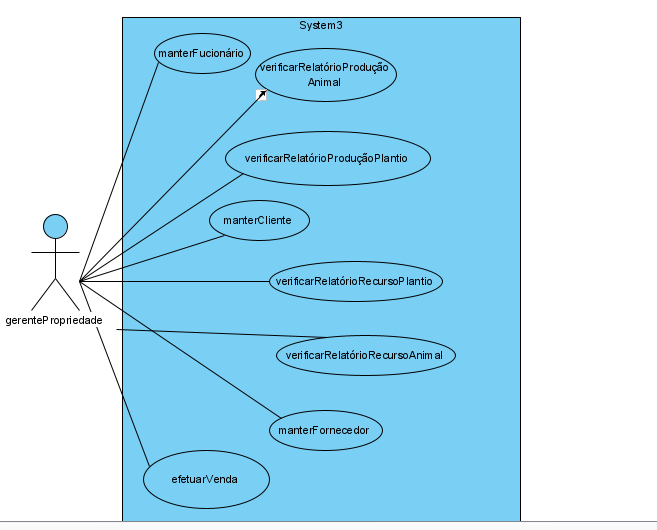 System3
manterFucionário
verificarRelatórioProdução
Animal
verificarRelatórioProduçãoPlantio
manterCliente
verificarRelatórioRecursoPlantio
gerentePropriedade
verificarRelatórioRecursoAnimal
manterFornecedor
efetuarVenda